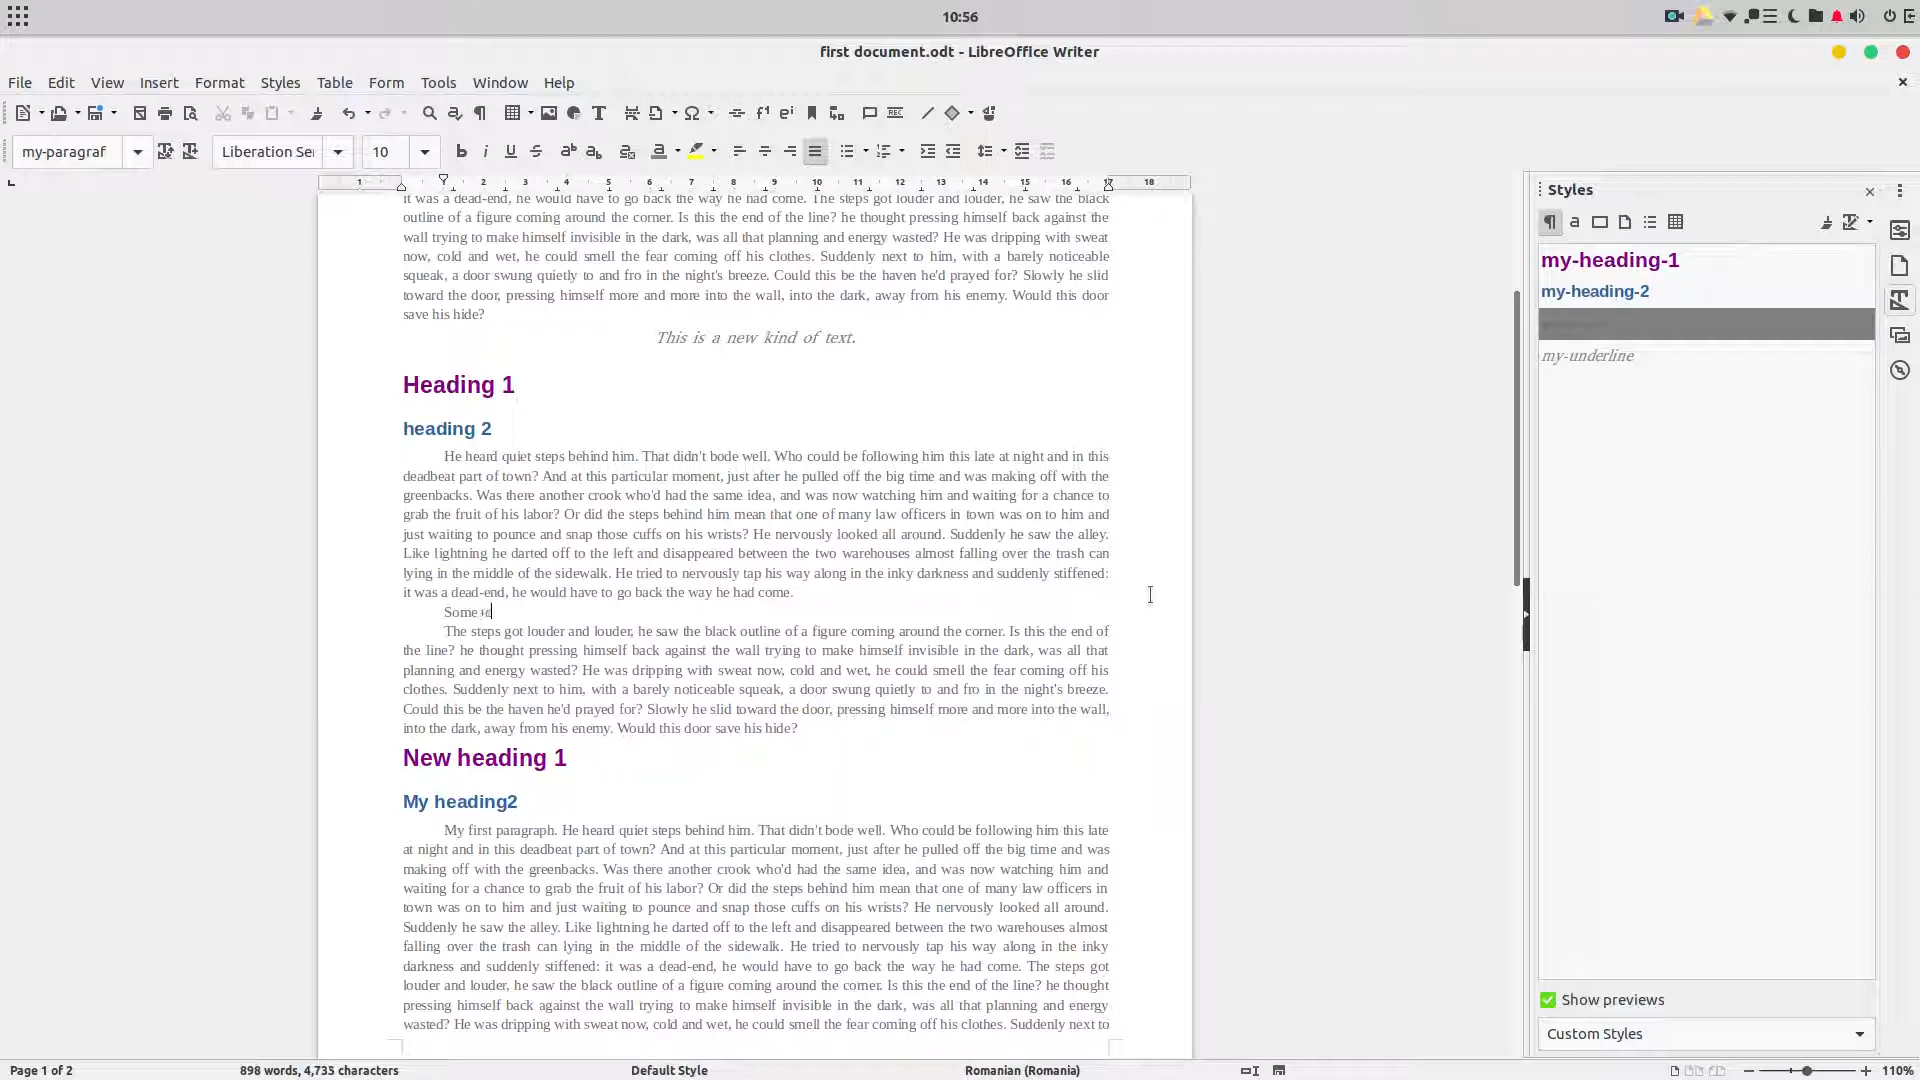 10:56
first document.odt - LibreOffice Writer
File Edit View Insert Format Styles Table Form Tools Window Help
my-paragraf Liberation Se 10
1 1 2 3 4 5 6 7 8 9 10 11 12 13 14 15 16 17 18
it was a dead-end, he would have to go back the way he had come. The steps got louder and louder, he saw the black
outline of a figure coming around the corner. Is this the end of the line? he thought pressing himself back against the
wall trying to make himself invisible in the dark, was all that planning and energy wasted? He was dripping with sweat
now, cold and wet, he could smell the fear coming off his clothes. Suddenly next to him, with a barely noticeable
squeak, a door swung quietly to and fro in the night's breeze. Could this be the haven he'd prayed for? Slowly he slid
toward the door, pressing himself more and more into the wall, into the dark, away from his enemy. Would this door
save his hide?
This is a new kind of text.
Heading 1
heading 2
He heard quiet steps behind him. That didn't bode well. Who could be following him this late at night and in this
deadbeat part of town? And at this particular moment, just after he pulled off the big time and was making off with the
greenbacks. Was there another crook who'd had the same idea, and was now watching him and waiting for a chance to
grab the fruit of his labor? Or did the steps behind him mean that one of many law officers in town was on to him and
just waiting to pounce and snap those cuffs on his wrists? He nervously looked all around. Suddenly he saw the alley.
Like lightning he darted off to the left and disappeared between the two warehouses almost falling over the trash can
lying in the middle of the sidewalk. He tried to nervously tap his way along in the inky darkness and suddenly stiffened:
it was a dead-end, he would have to go back the way he had come.
Some
The steps got louder and louder, he saw the black outline of a figure coming around the corner. Is this the end of
the line? he thought pressing himself back against the wall trying to make himself invisible in the dark, was all that
planning and energy wasted? He was dripping with sweat now, cold and wet, he could smell the fear coming off his
clothes. Suddenly next to him, with a barely noticeable squeak, a door swung quietly to and fro in the night's breeze.
Could this be the haven he'd prayed for? Slowly he slid toward the door, pressing himself more and more into the wall,
into the dark, away from his enemy. Would this door save his hide?
New heading 1
My heading2
My first paragraph. He heard quiet steps behind him. That didn't bode well. Who could be following him this late
at night and in this deadbeat part of town? And at this particular moment, just after he pulled off the big time and was
making off with the greenbacks. Was there another crook who'd had the same idea, and was now watching him and
waiting for a chance to grab the fruit of his labor? Or did the steps behind him mean that one of many law officers in
town was on to him and just waiting to pounce and snap those cuffs on his wrists? He nervously looked all around.
Suddenly he saw the alley. Like lightning he darted off to the left and disappeared between the two warehouses almost
falling over the trash can lying in the middle of the sidewalk. He tried to nervously tap his way along in the inky
darkness and suddenly stiffened: it was a dead-end, he would have to go back the way he had come. The steps got
louder and louder, he saw the black outline of a figure coming around the corner. Is this the end of the line? he thought
pressing himself back against the wall trying to make himself invisible in the dark, was all that planning and energy
wasted? He was dripping with sweat now, cold and wet, he could smell the fear coming off his clothes. Suddenly next to
Styles
my-heading-1
my-heading-2
my-underline
Show previews
Custom Styles
Page 1 of 2 898 words, 4,735 characters Default Style Romanian (Romania) 110%